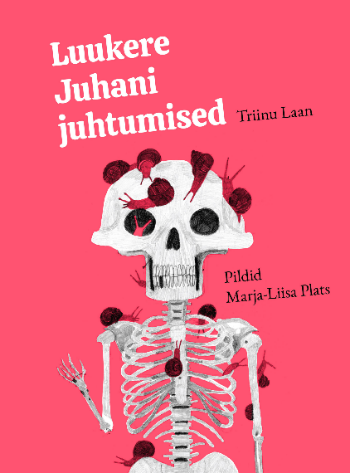 Luukere
Juhani
juhtumised
Triinu Laan
Pildid
Marja-Liisa Plats